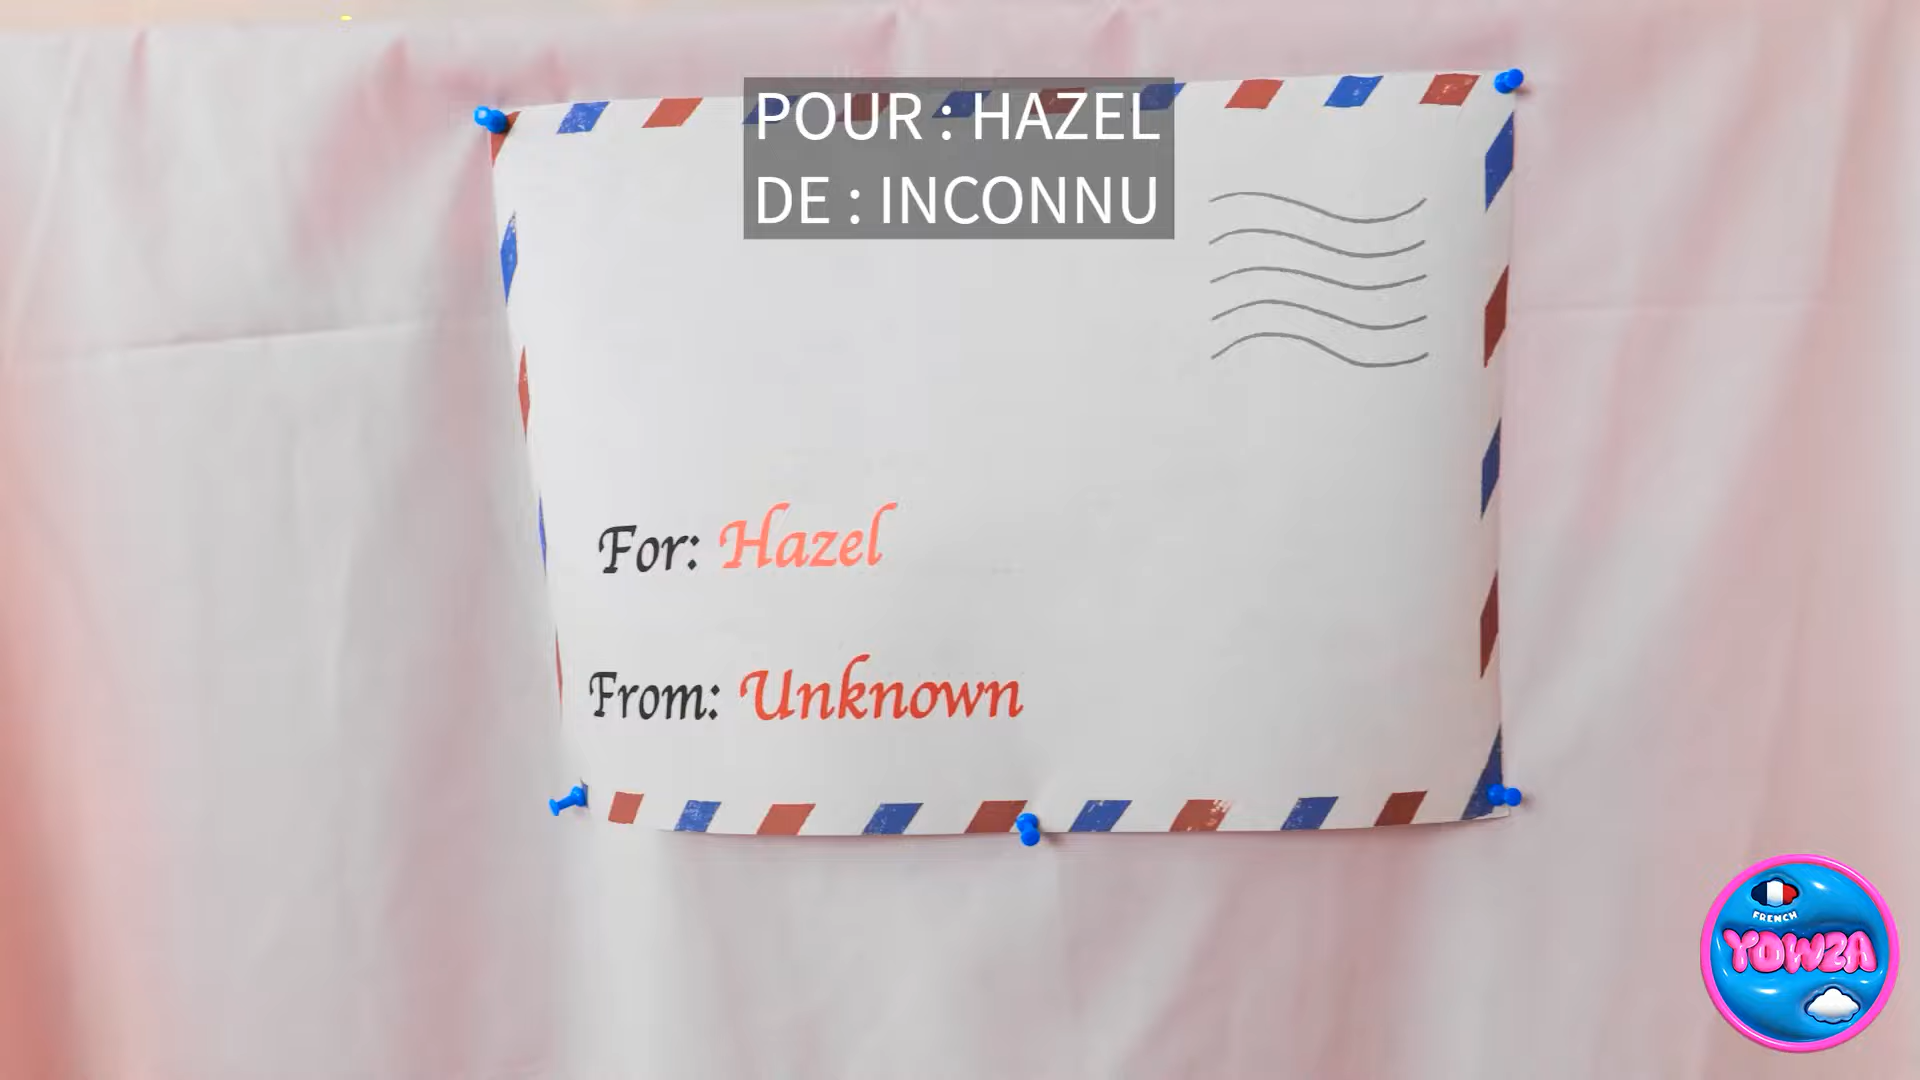 POUR : HAZEL
DE : INCONNU
For: Hazel
From: Unknown
FRENCH
YOWZA